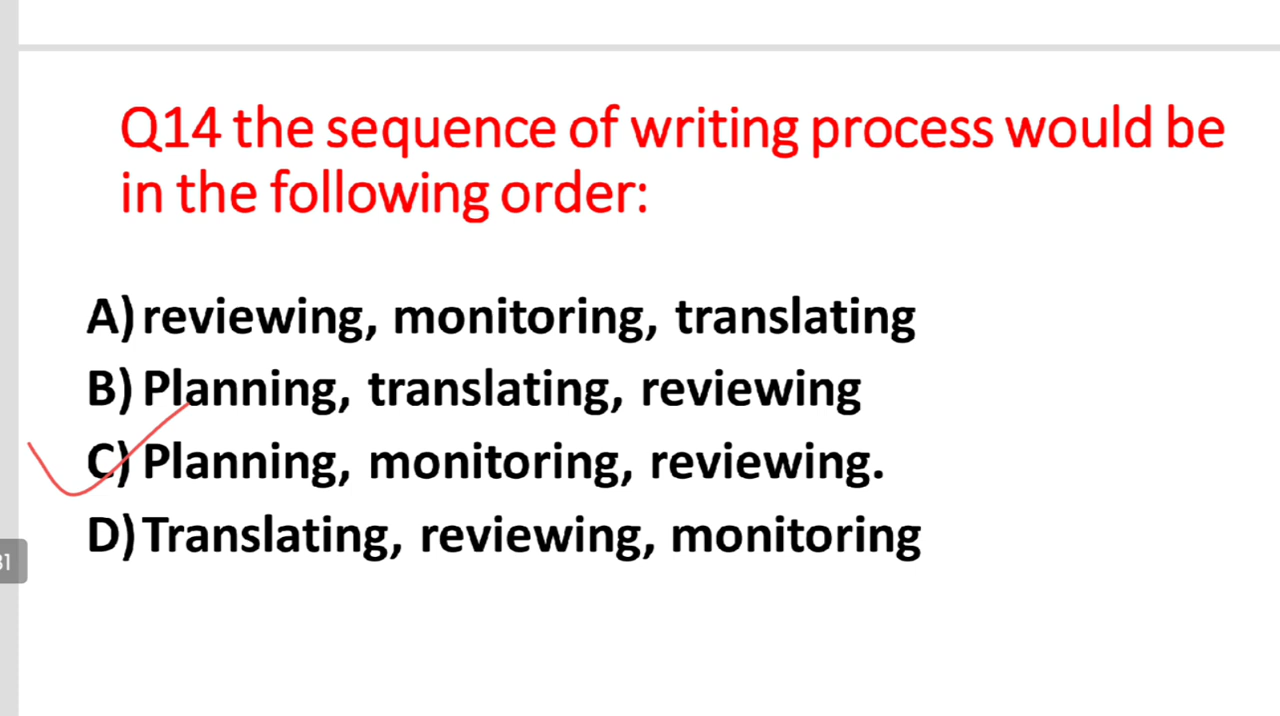 Q14 the sequence of writing process would be
in the following order:
A) reviewing, monitoring, translating
B) Planning, translating, reviewing
C) Planning, monitoring, reviewing.
D) Translating, reviewing, monitoring